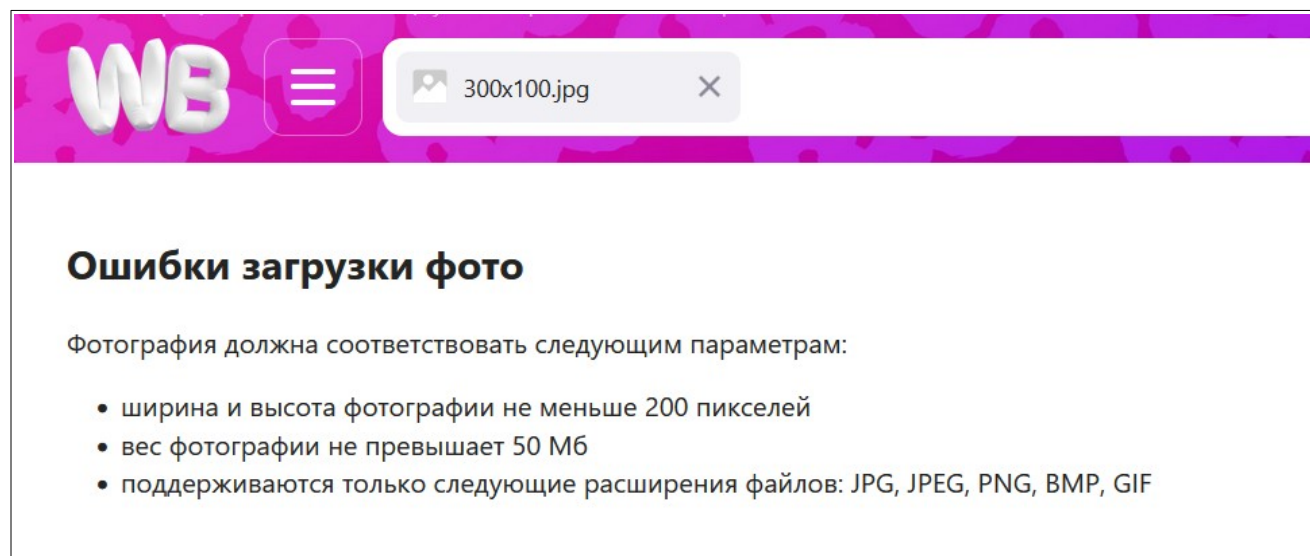 WB
300x100.jpg
Ошибки загрузки фото
Фотография должна соответствовать следующим параметрам:
• ширина и высота фотографии не меньше 200 пикселей
• вес фотографии не превышает 50 Мб
• поддерживаются только следующие расширения файлов: JPG, JPEG, PNG, BMP, GIF